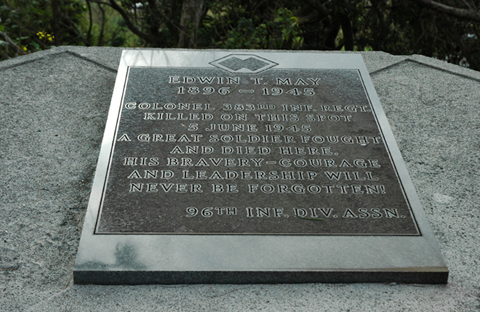 EDWIN T. MAY
1896 – 1945
COLONEL 383RD INF. REGT.
KILLED ON THIS SPOT
5 JUNE 1945
A GREAT SOLDIER FOUGHT
AND DIED HERE.
HIS BRAVERY–COURAGE
AND LEADERSHIP WILL
NEVER BE FORGOTTEN!
96TH INF. DIV. ASSN.